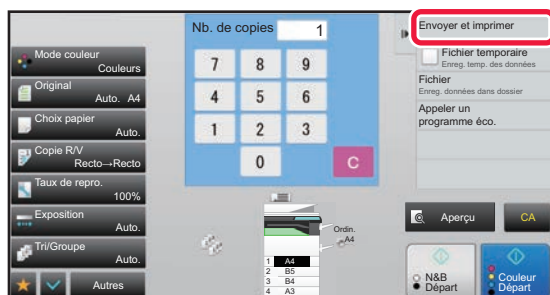 Nb. de copies 1
Mode couleur
Couleurs
Original
Auto. A4
Choix papier
Auto.
Copie R/V
Recto→Recto
Taux de repro.
100%
Exposition
Auto.
Tri/Groupe
Auto.
Autres
7 8 9
4 5 6
1 2 3
0 C
Ordin.
A4
1 A4
2 B5
3 B4
4 A3
Envoyer et imprimer
Fichier temporaire
Enreg. temp. des données
Fichier
Enreg. données dans dossier
Appeler un
programme éco.
Aperçu CA
N&B
Départ
Couleur
Départ